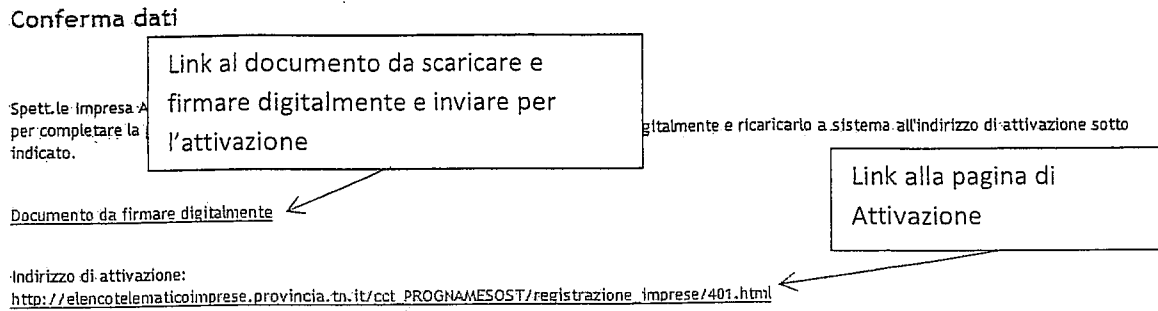 Conferma dati
Link al documento da scaricare e
firmare digitalmente e inviare per
l'attivazione
Spett.le Impresa A
per completare la
gitalmente e ricaricarlo a sistema all'indirizzo di attivazione sotto
indicato.
Link alla pagina di
Attivazione
Documento da firmare digitalmente
Indirizzo di attivazione:
http://elencotelematicoimprese.provincia.tn.it/cct_PROGNAMESOST/registrazione_imprese/401.html